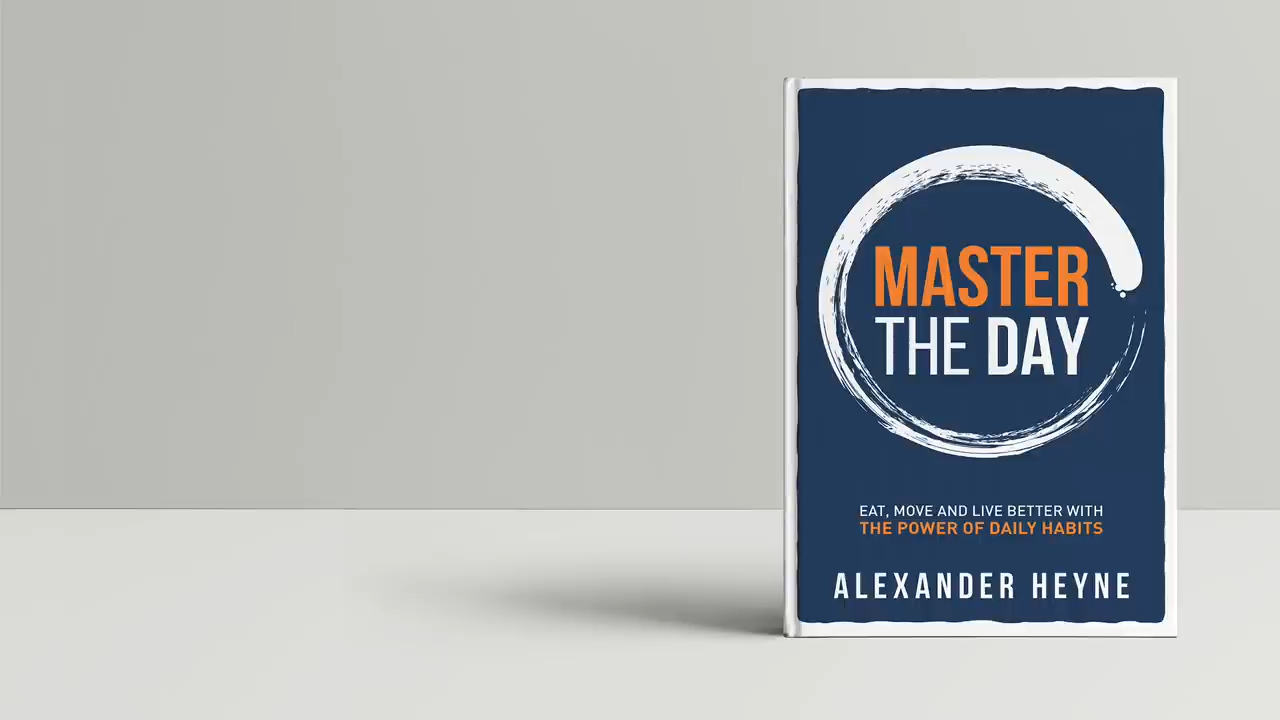 MASTER
THE DAY
EAT, MOVE AND LIVE BETTER WITH
THE POWER OF DAILY HABITS
ALEXANDER HEYNE